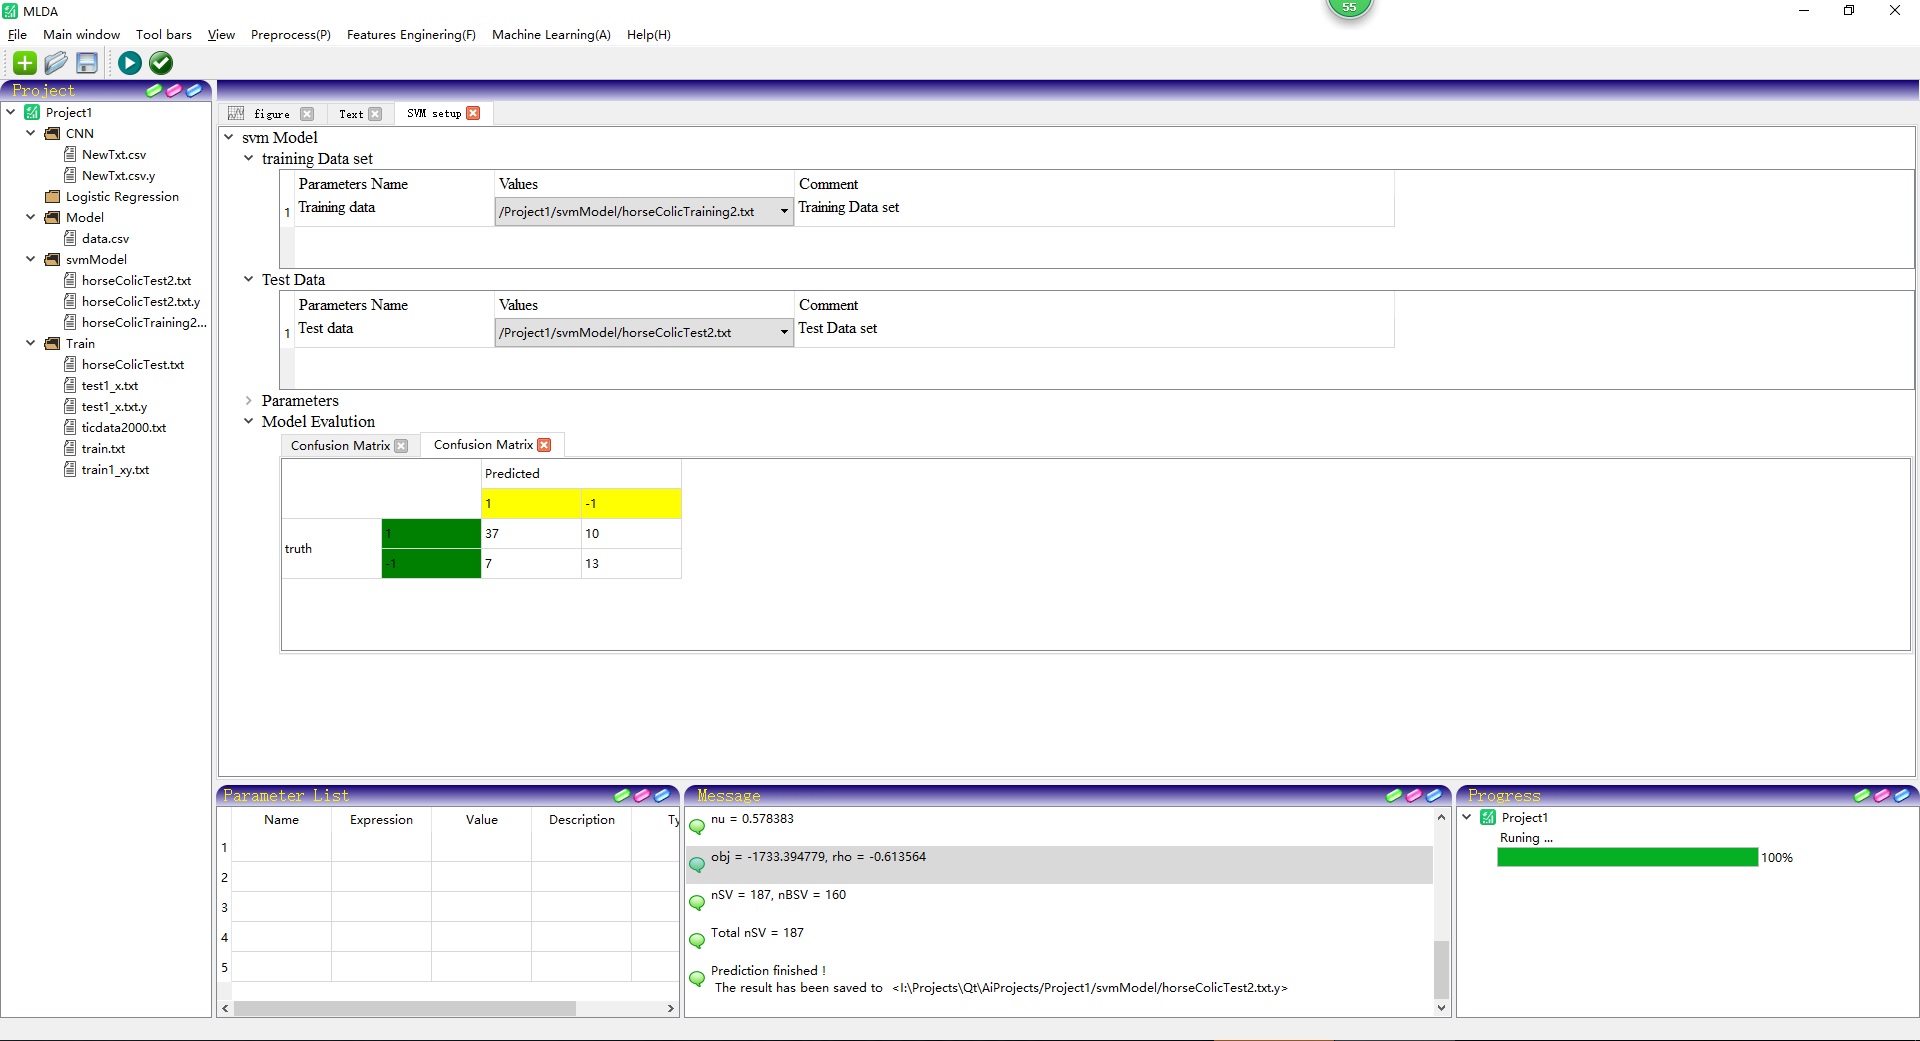 MLDA
55
File Main window Tool bars View Preprocess(P) Features Enginering(F) Machine Learning(A) Help(H)
Project
Project1
CNN
NewTxt.csv
NewTxt.csv.y
Logistic Regression
Model
data.csv
svmModel
horseColicTest2.txt
horseColicTest2.txt.y
horseColicTraining2...
Train
horseColicTest.txt
test1_x.txt
test1_x.txt.y
ticdata2000.txt
train.txt
train1_xy.txt
figure Text SVM setup
svm Model
training Data set
Parameters Name Values Comment
1 Training data /Project1/svmModel/horseColicTraining2.txt Training Data set
Test Data
Parameters Name Values Comment
1 Test data /Project1/svmModel/horseColicTest2.txt Test Data set
Parameters
Model Evalution
Confusion Matrix Confusion Matrix
Predicted
1 -1
truth
1 37 10
-1 7 13
Parameter List
Name Expression Value Description Ty
1
2
3
4
5
Message
nu = 0.578383
obj = -1733.394779, rho = -0.613564
nSV = 187, nBSV = 160
Total nSV = 187
Prediction finished !
The result has been saved to <I:\Projects\Qt\AiProjects/Project1/svmModel/horseColicTest2.txt.y>
Progress
Project1
Runing ...
100%